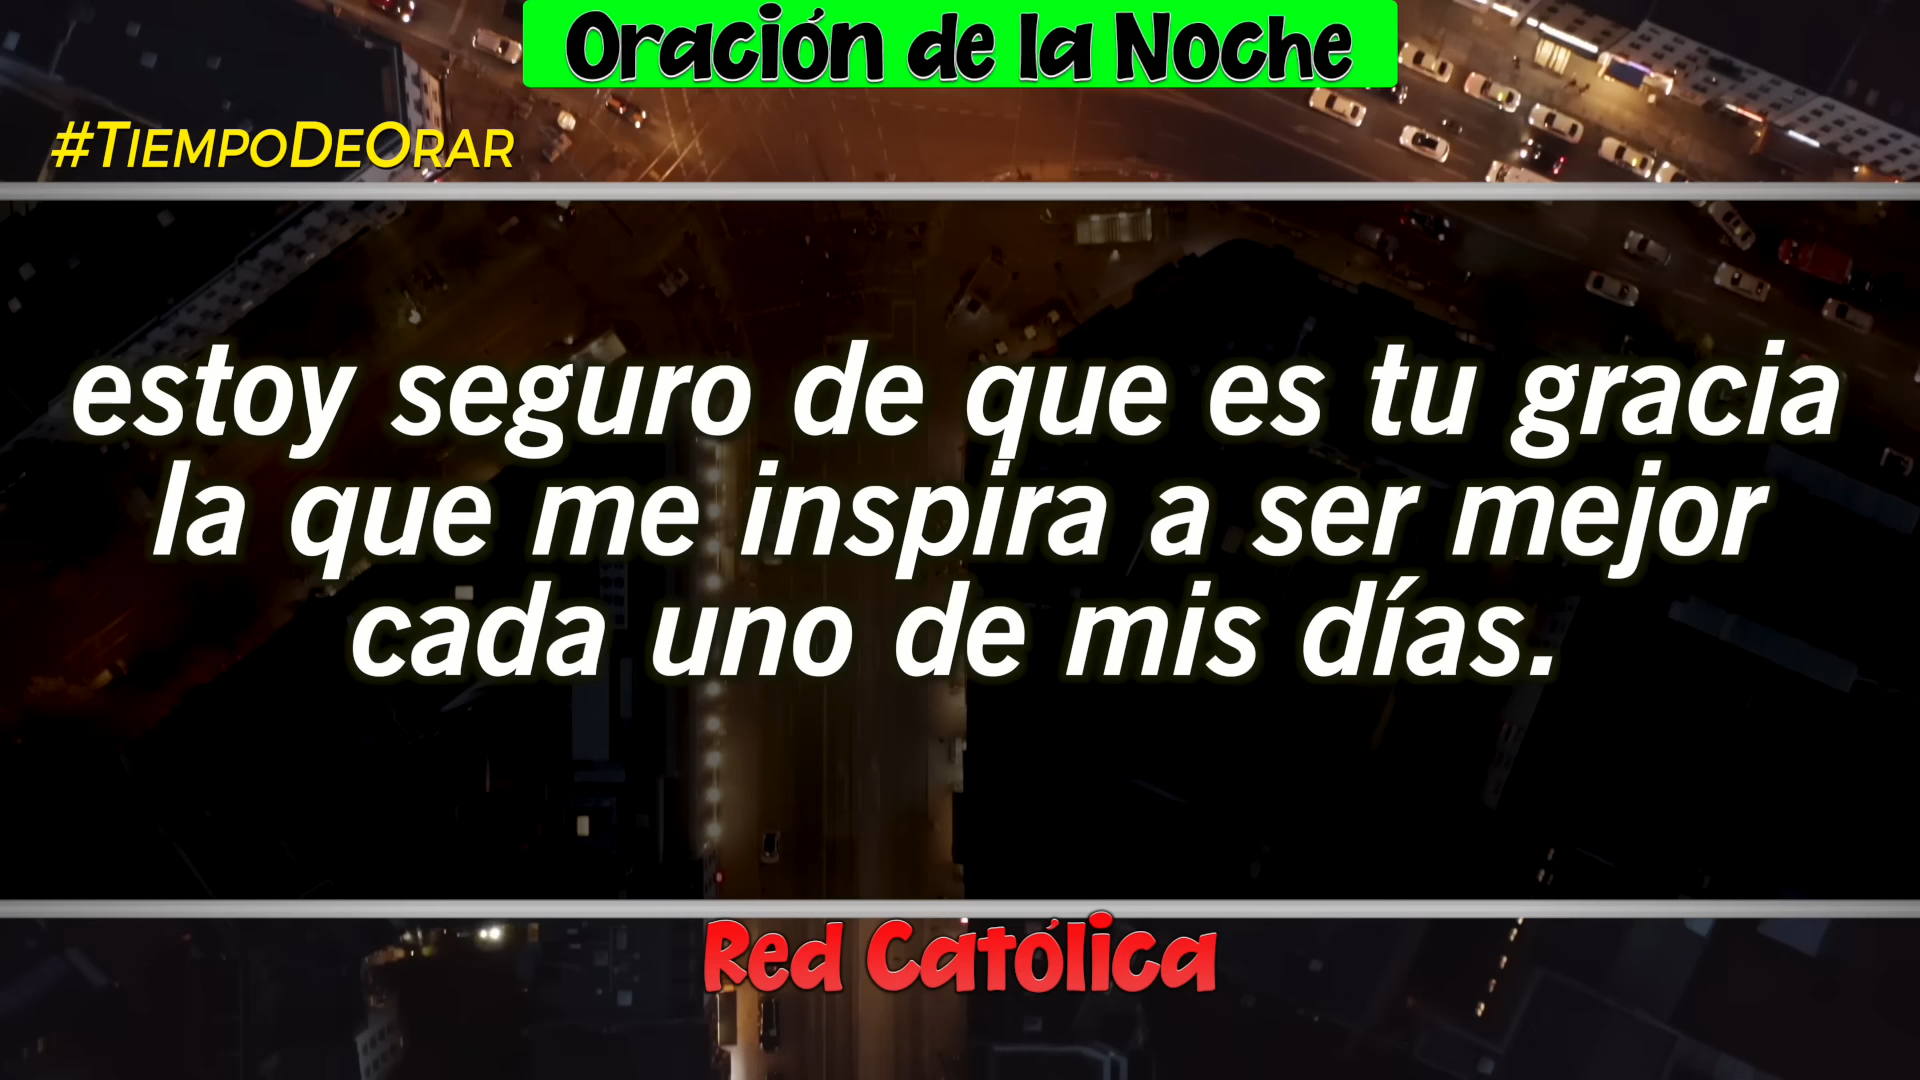 Oración de la Noche
#TiempoDeOrar
estoy seguro de que es tu gracia
la que me inspira a ser mejor
cada uno de mis días.
Red Católica